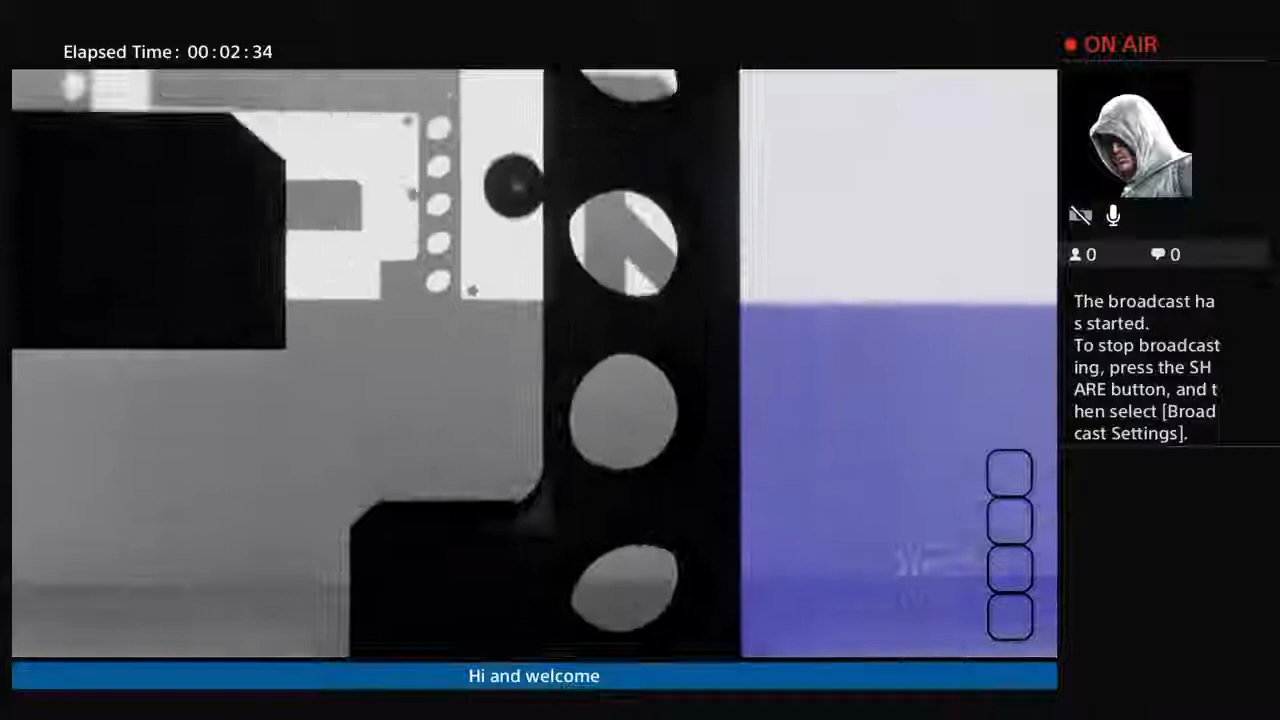 Elapsed Time: 00:02:34
ON AIR
0 0
The broadcast ha
s started.
To stop broadcast
ing, press the SH
ARE button, and t
hen select [Broad
cast Settings].
Hi and welcome